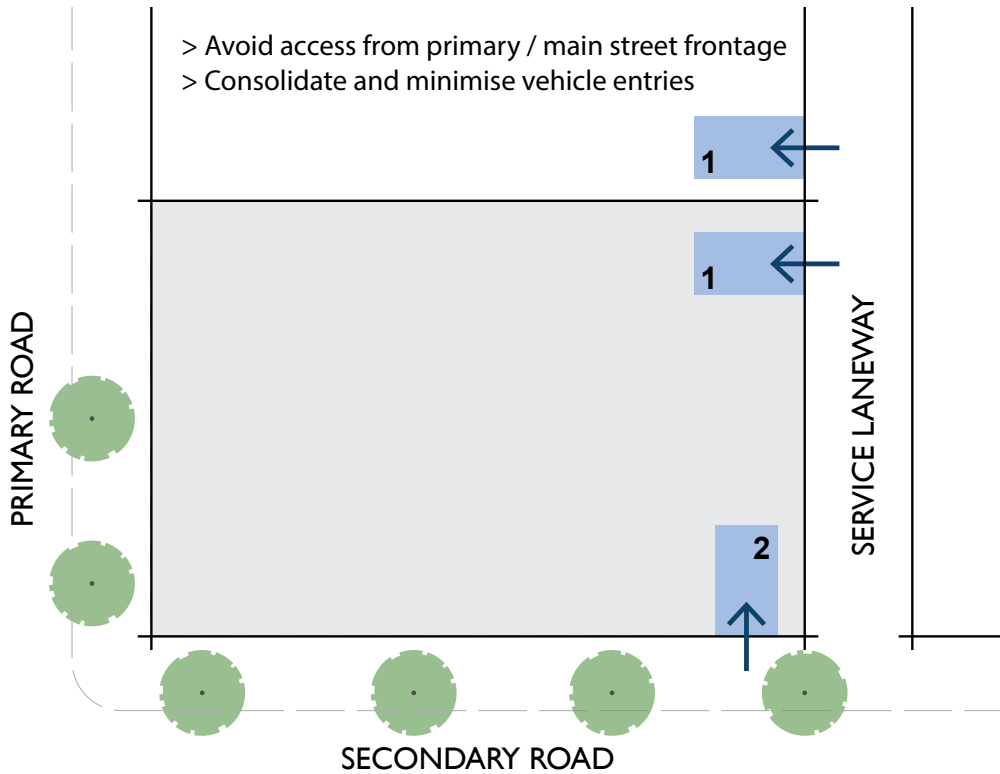 > Avoid access from primary / main street frontage
> Consolidate and minimise vehicle entries
1
1
PRIMARY ROAD
SERVICE LANEWAY
2
SECONDARY ROAD